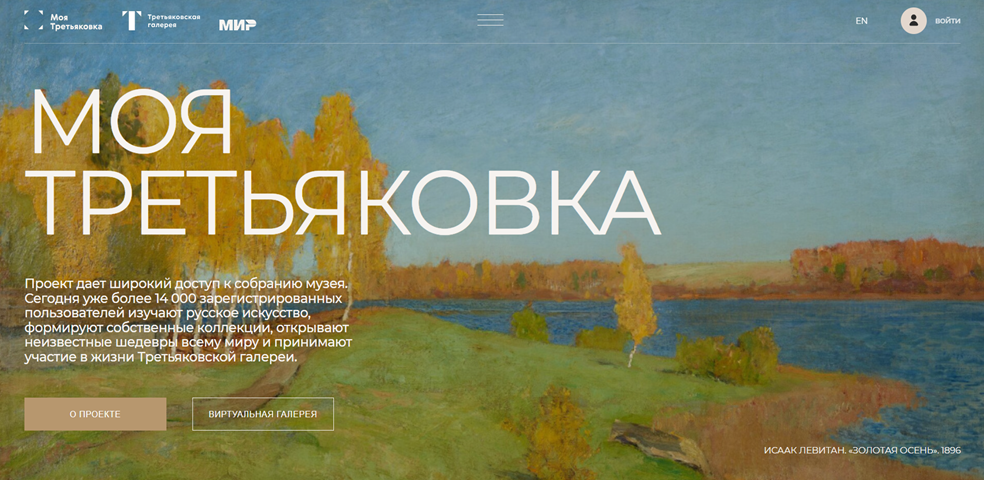 Моя
Третьяковка
Третьяковская
галерея
МИР
EN
ВОЙТИ
МОЯ
ТРЕТЬЯКОВКА
Проект дает широкий доступ к собранию музея.
Сегодня уже более 14 000 зарегистрированных
пользователей изучают русское искусство,
формируют собственные коллекции, открывают
неизвестные шедевры всему миру и принимают
участие в жизни Третьяковской галереи.
О ПРОЕКТЕ
ВИРТУАЛЬНАЯ ГАЛЕРЕЯ
ИСААК ЛЕВИТАН. «ЗОЛОТАЯ ОСЕНЬ». 1896